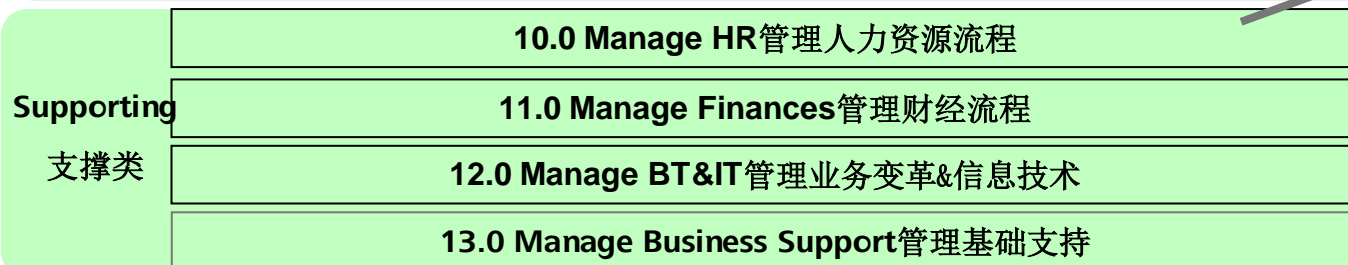 10.0 Manage HR管理人力资源流程
Supporting
11.0 Manage Finances管理财经流程
支撑类
12.0 Manage BT&IT管理业务变革&信息技术
13.0 Manage Business Support管理基础支持